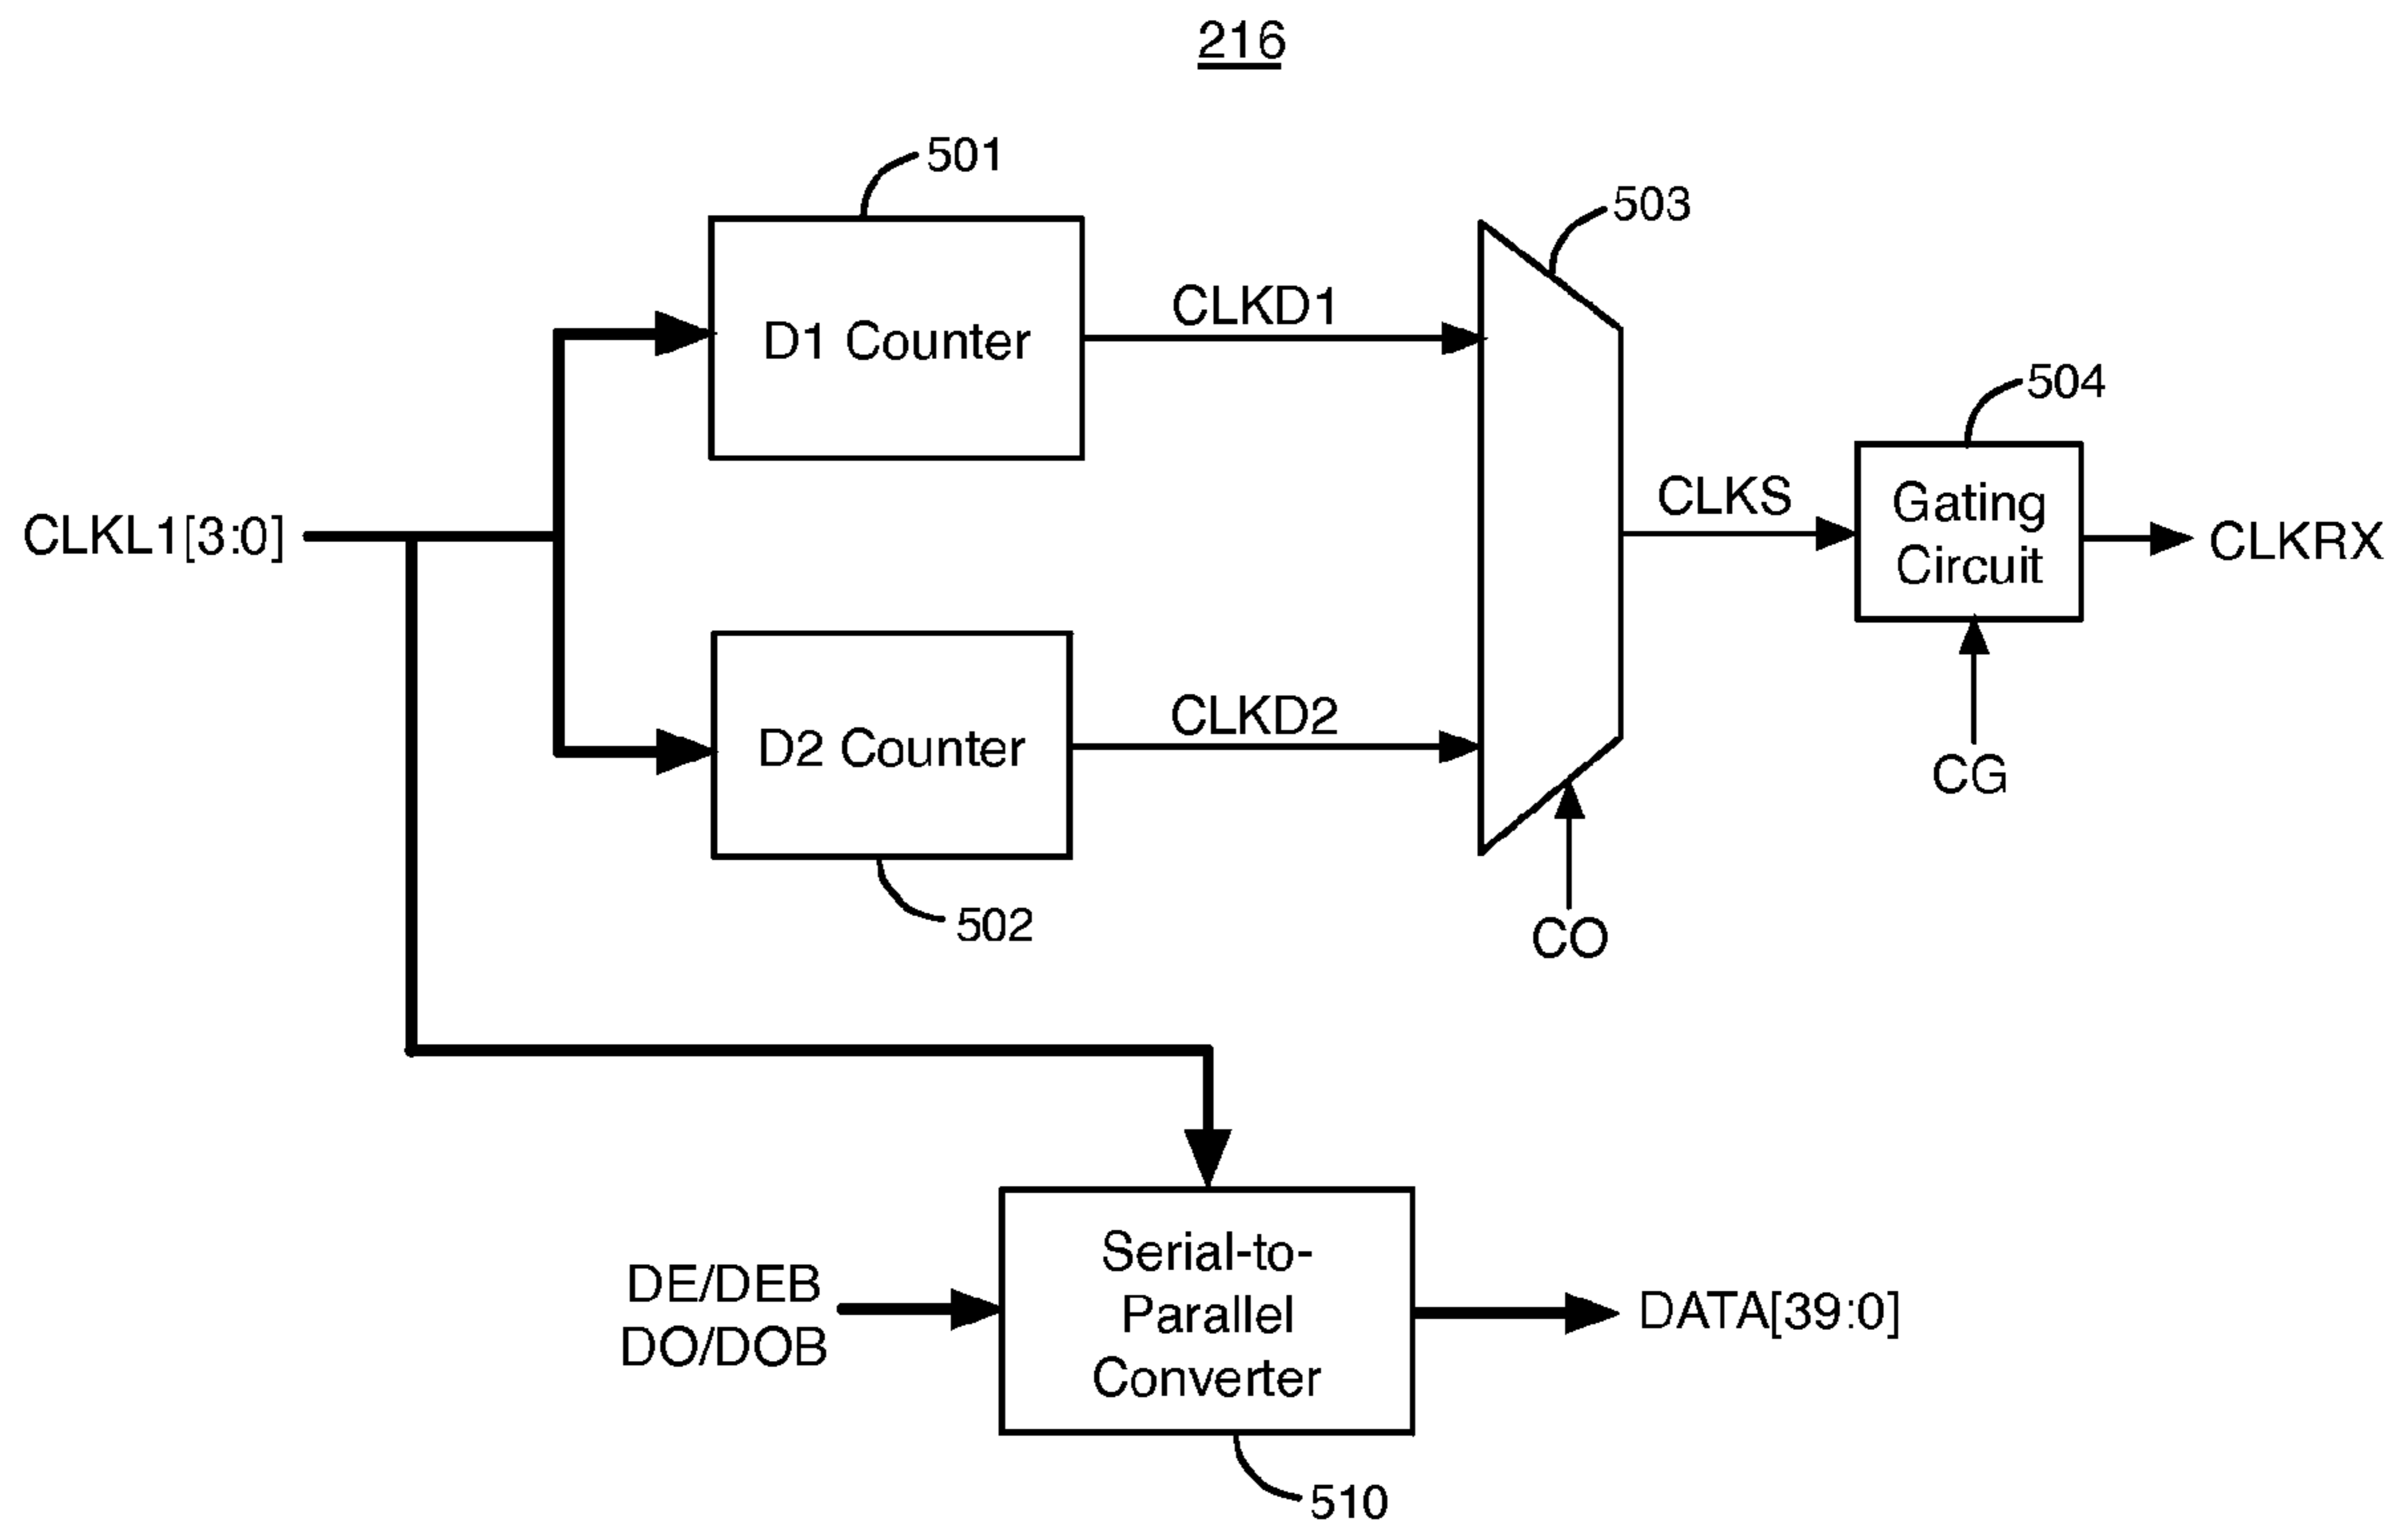 216
501
503
D1 Counter
CLKD1
504
CLKL1[3:0]
CLKS
Gating
Circuit
CLKRX
D2 Counter
CLKD2
CG
502
CO
DE/DEB
DO/DOB
Serial-to-
Parallel
Converter
DATA[39:0]
510